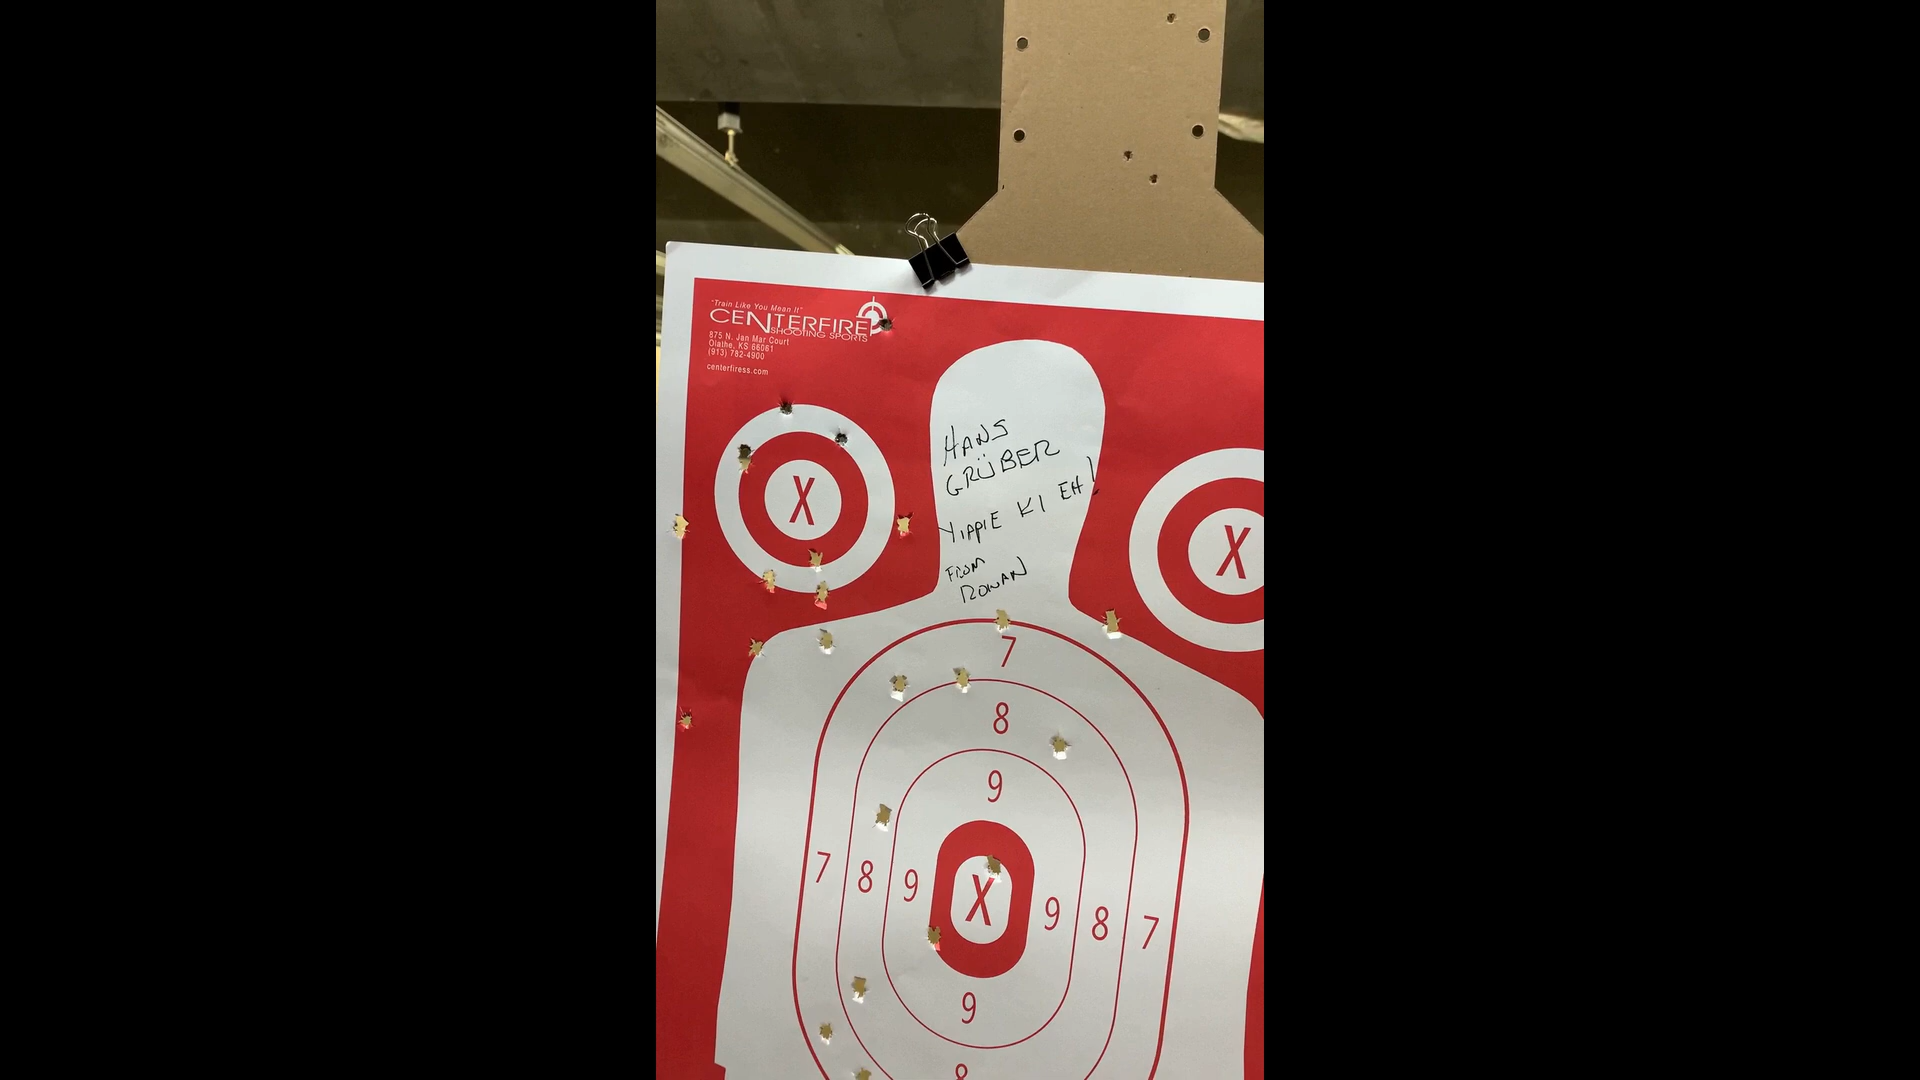 "Train Like You Mean It"
CENTERFIRE
SHOOTING SPORTS
875 N. Jan Mar Court
Olathe, KS 66061
(913) 782-4900
centerfiress.com
HANS
GRÜBER
YIPPIE KI EH!
FROM
ROWAN
X
X
7
8
9
7 8 9 X 9 8 7
9
8